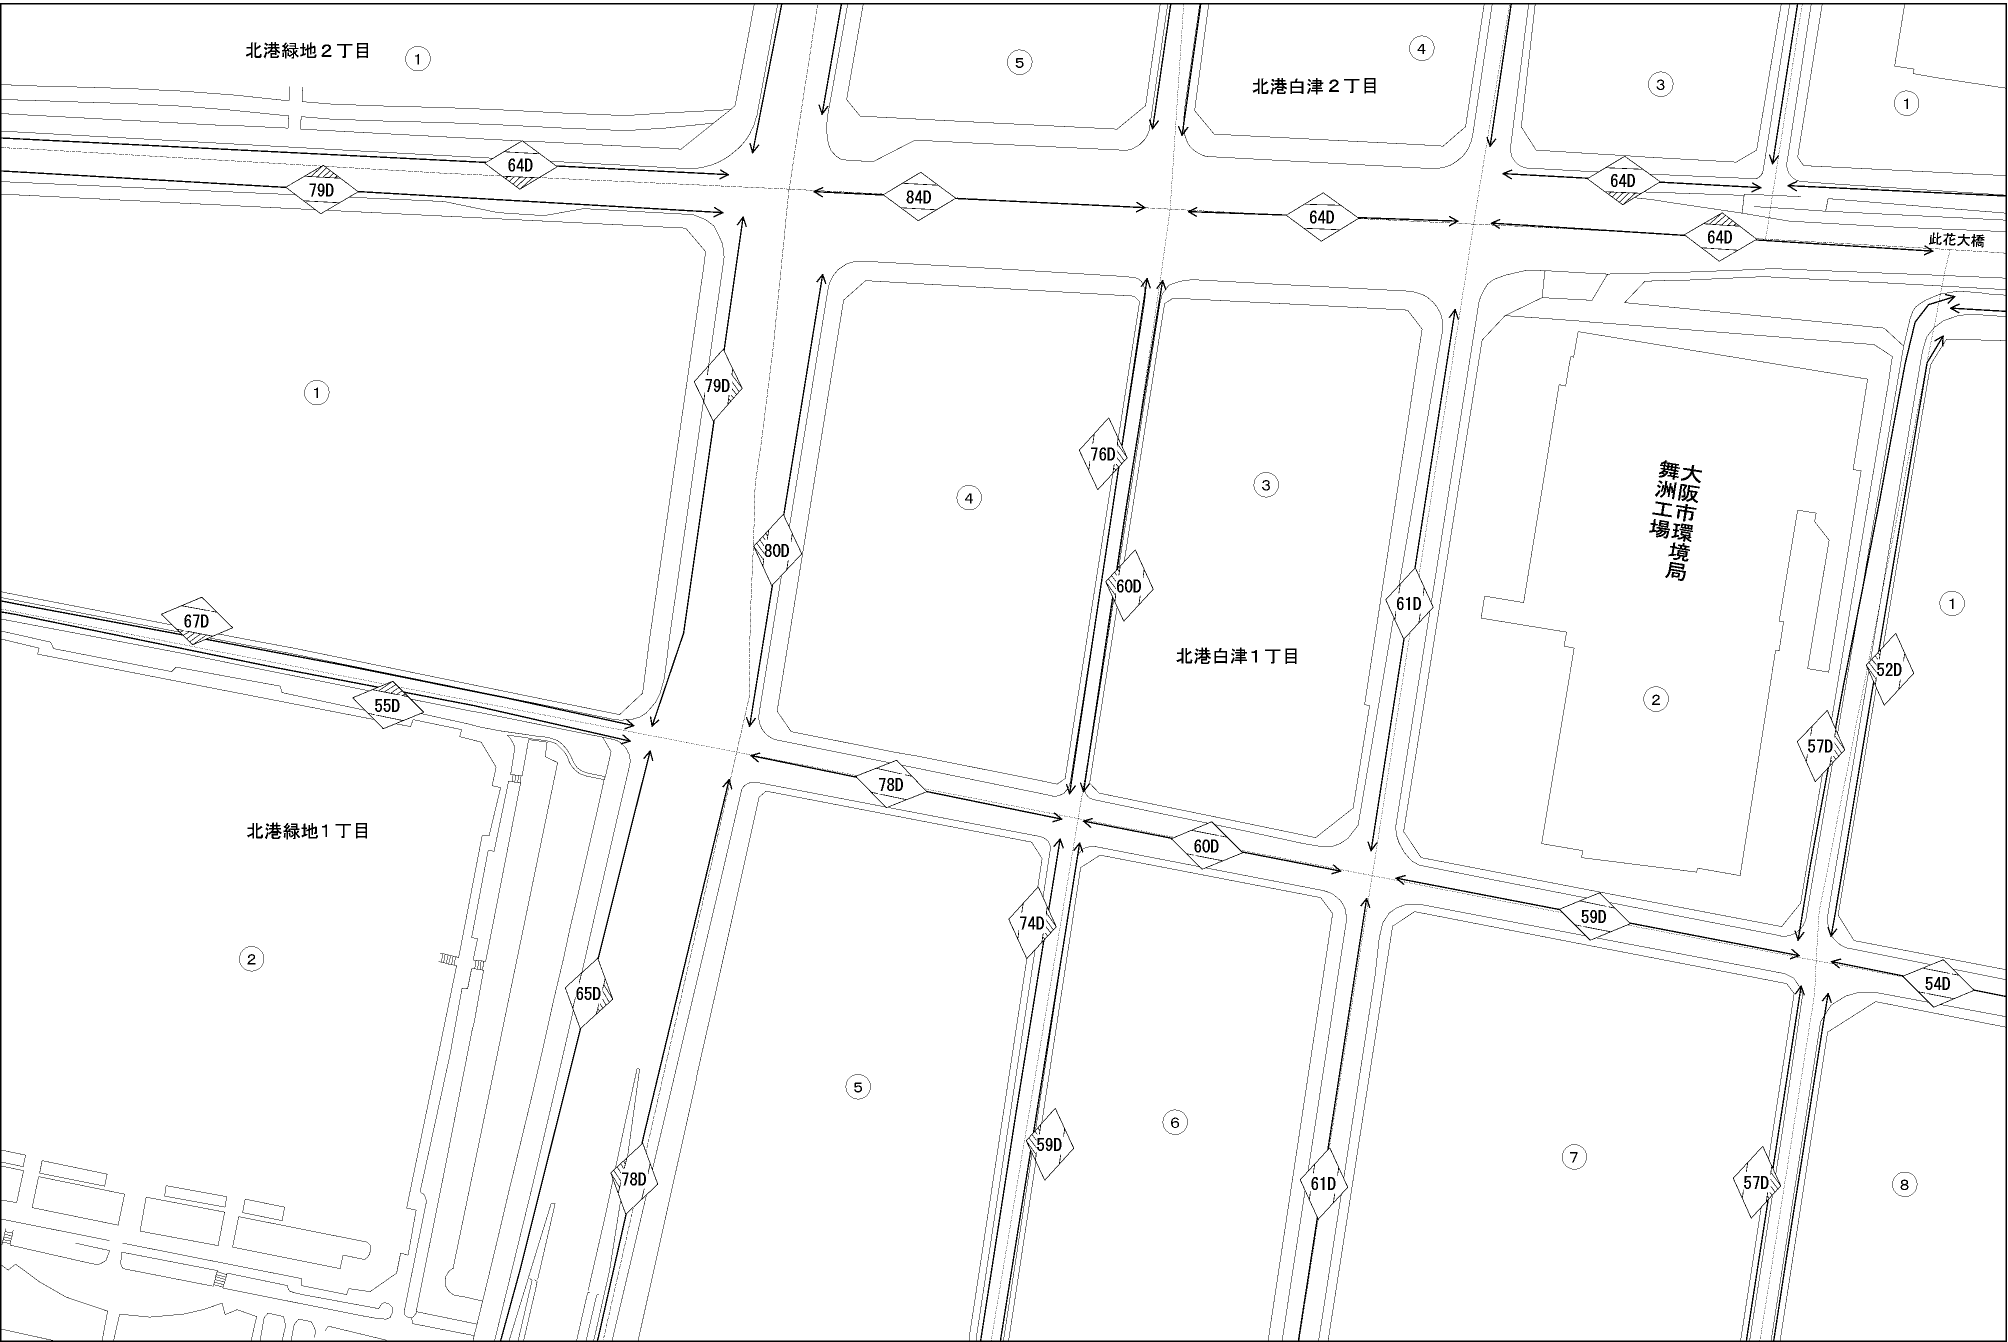 北港緑地２丁目
①
⑤
④
北港白津２丁目
③
①
64D
79D
84D
64D
64D
64D
此花大橋
79D
①
80D
④
76D
60D
③
61D
大阪市環境局
舞洲工場
北港白津１丁目
②
①
52D
57D
67D
55D
78D
60D
59D
54D
北港緑地１丁目
②
65D
74D
78D
⑤
59D
⑥
61D
⑦
57D
⑧